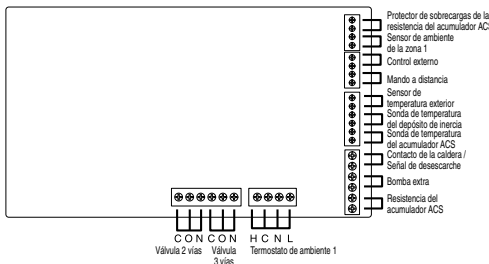 Protector de sobrecargas de la
resistencia del acumulador ACS
Sensor de ambiente
de la zona 1
Control externo
Mando a distancia
Sensor de
temperatura exterior
Sonda de temperatura
del depósito de inercia
Sonda de temperatura
del acumulador ACS
Contacto de la caldera /
Señal de desescarche
Bomba extra
Resistencia del
acumulador ACS
C O N C O N H C N L
Válvula 2 vías Válvula Termostato de ambiente 1
3 vías